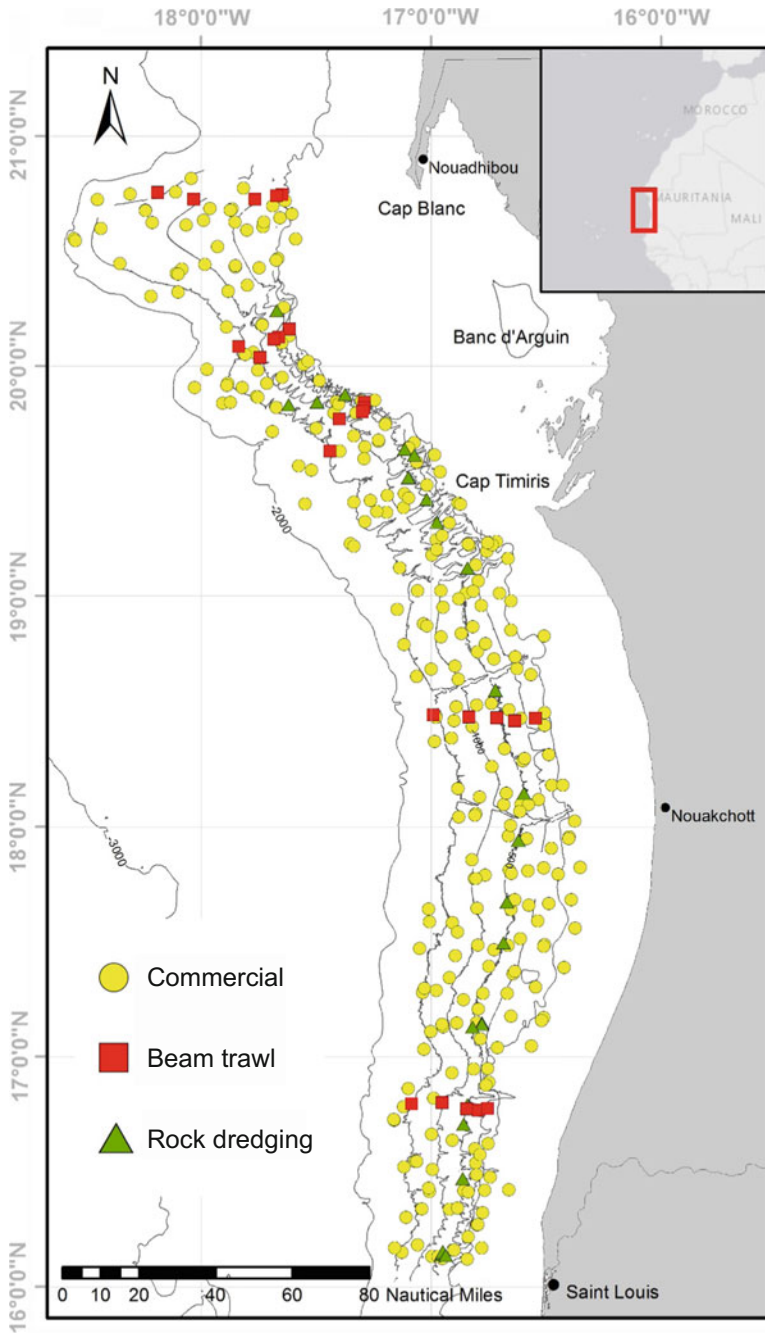 18°0'0"W 17°0'0"W 16°0'0"W
N
MOROCCO
MAURITANIA
MALI
21°0'0"N
Nouadhibou
Cap Blanc
Banc d'Arguin
20°0'0"N
Cap Timiris
-2000
19°0'0"N
-1000
Nouakchott
18°0'0"N
-3000
-500
Commercial
Beam trawl
17°0'0"N
Rock dredging
0 10 20 40 60 80 Nautical Miles
Saint Louis
16°0'0"N